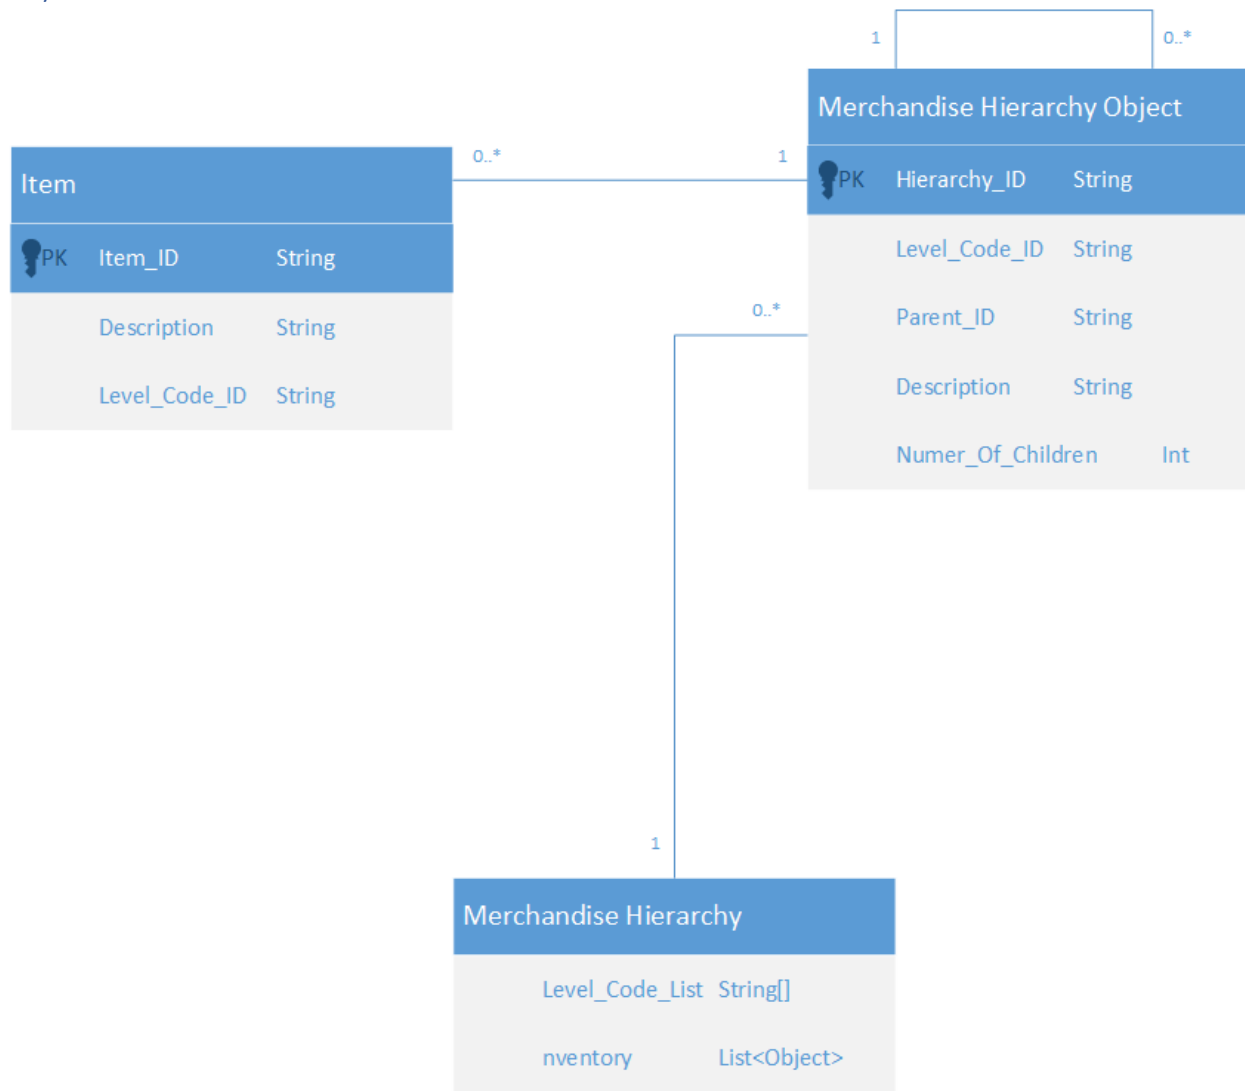 1 0..*
Merchandise Hierarchy Object
PK Hierarchy_ID String
Level_Code_ID String
Parent_ID String
Description String
Numer_Of_Children Int
0..* 1
Item
PK Item_ID String
Description String
Level_Code_ID String
0..*
1
Merchandise Hierarchy
Level_Code_List String[]
nventory List<Object>